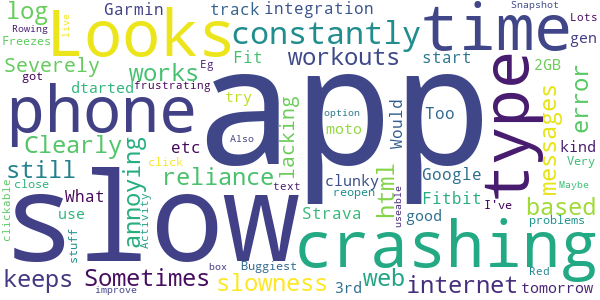 Garmin
track
integration
Snapshot
log
Looks
constantly
time
Lots
gen
Rowing
live
Freezes
Severely
works
Fit
workouts
start
2GB
got
frustrating
dtarted
try
phone
app
type
messages
error
Eg
moto
Would
Too
Clearly
etc
Also
option
kind
Very
still
annoying
reliance
lacking
clunky
Google
html
What
text
reopen
Fitbit
I've
based
Maybe
clickable
close
use
Activity
click
Strava
good
problems
useable
stuff
slow
crashing
box
Buggiest
Red
keeps
Sometimes
slowness
3rd
web
internet
tomorrow
improve